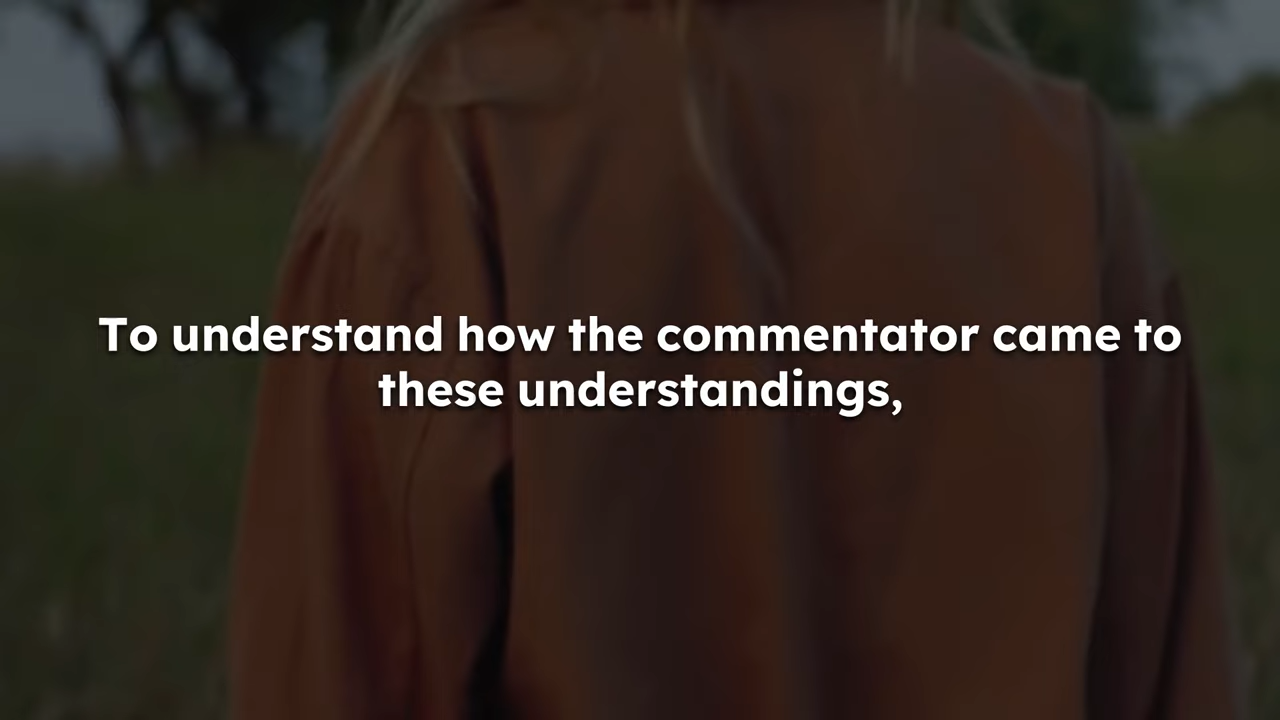 To understand how the commentator came to
these understandings,